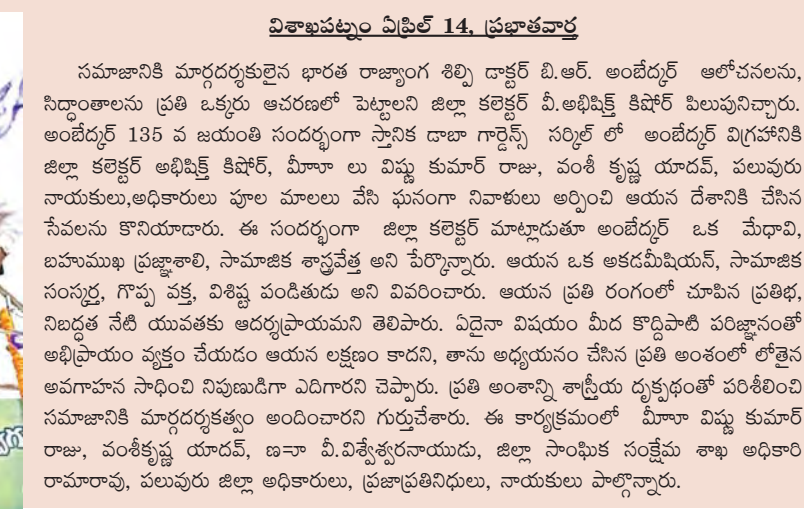 విశాఖపట్నం ఏప్రిల్ 14, ప్రభాతవార్త
సమాజానికి మార్గదర్శకులైన భారత రాజ్యాంగ శిల్పి డాక్టర్ బి.ఆర్. అంబేద్కర్ ఆలోచనలను,
సిద్ధాంతాలను ప్రతి ఒక్కరు ఆచరణలో పెట్టాలని జిల్లా కలెక్టర్ వీ.అభిషిక్త్ కిషోర్ పిలుపునిచ్చారు.
అంబేద్కర్ 135 వ జయంతి సందర్భంగా స్తానిక డాబా గార్డెన్స్ సర్కిల్ లో అంబేద్కర్ విగ్రహానికి
జిల్లా కలెక్టర్ అభిషిక్త్ కిషోర్, లు విష్ణు కుమార్ రాజు, వంశీ కృష్ణ యాదవ్, పలువురు
నాయకులు,అధికారులు పూల మాలలు వేసి ఘనంగా నివాళులు అర్పించి ఆయన దేశానికి చేసిన
సేవలను కొనియాడారు. ఈ సందర్భంగా జిల్లా కలెక్టర్ మాట్లాడుతూ అంబేద్కర్ ఒక మేధావి,
బహుముఖ ప్రజ్ఞాశాలి, సామాజిక శాస్త్రవేత్త అని పేర్కొన్నారు. ఆయన ఒక అకడమీషియన్, సామాజిక
సంస్కర్త, గొప్ప వక్త, విశిష్ట పండితుడు అని వివరించారు. ఆయన ప్రతి రంగంలో చూపిన ప్రతిభ,
నిబద్ధత నేటి యువతకు ఆదర్శప్రాయమని తెలిపారు. ఏదైనా విషయం మీద కొద్దిపాటి పరిజ్ఞానంతో
అభిప్రాయం వ్యక్తం చేయడం ఆయన లక్షణం కాదని, తాను అధ్యయనం చేసిన ప్రతి అంశంలో లోతైన
అవగాహన సాధించి నిపుణుడిగా ఎదిగారని చెప్పారు. ప్రతి అంశాన్ని శాస్త్రీయ దృక్పథంతో పరిశీలించి
సమాజానికి మార్గదర్శకత్వం అందించారని గుర్తుచేశారు. ఈ కార్యక్రమంలో విష్ణు కుమార్
రాజు, వంశీకృష్ణ యాదవ్, వీ.విశ్వేశ్వరనాయుడు, జిల్లా సాంఘిక సంక్షేమ శాఖ అధికారి
రామారావు, పలువురు జిల్లా అధికారులు, ప్రజాప్రతినిధులు, నాయకులు పాల్గొన్నారు.